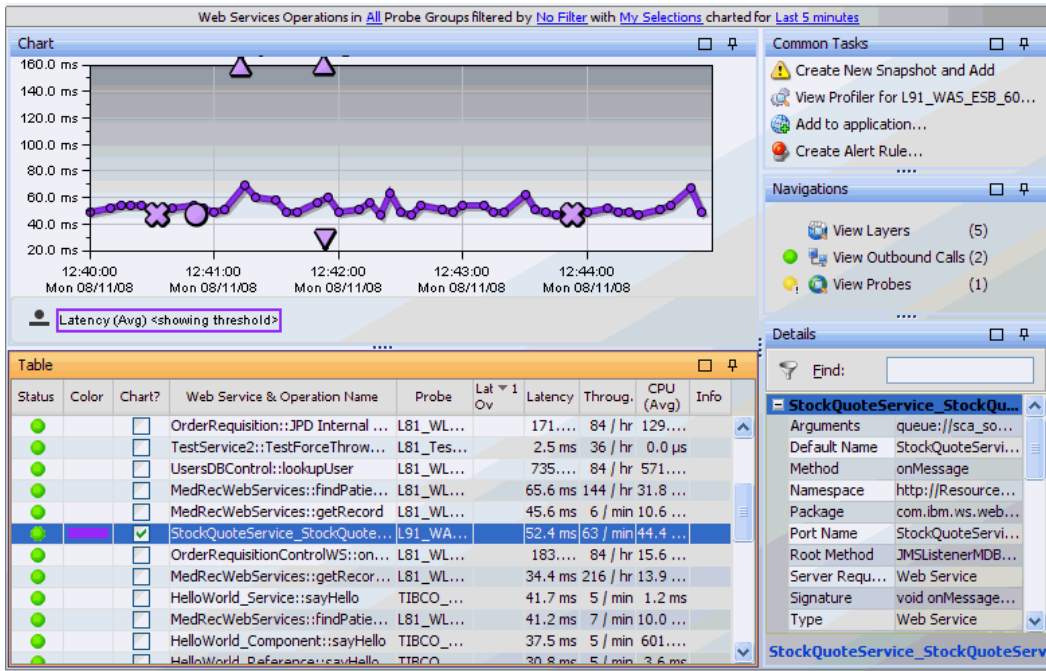 Web Services Operations in All Probe Groups filtered by No Filter with My Selections charted for Last 5 minutes
Chart
160.0 ms
140.0 ms
120.0 ms
100.0 ms
80.0 ms
60.0 ms
40.0 ms
20.0 ms
12:40:00 12:41:00 12:42:00 12:43:00 12:44:00
Mon 08/11/08 Mon 08/11/08 Mon 08/11/08 Mon 08/11/08 Mon 08/11/08
Latency (Avg) <showing threshold>
Table
Status Color Chart? Web Service & Operation Name Probe Lat 1 Ov Latency Throug. CPU (Avg) Info
OrderRequisition::JPD Internal ... L81_WL... 171.... 84 / hr 129....
TestService2::TestForceThrow... L81_Tes... 2.5 ms 36 / hr 0.0 µs
UsersDBControl::lookupUser L81_WL... 735.... 84 / hr 571....
MedRecWebServices::findPatie... L81_WL... 65.6 ms 144 / hr 31.8 ...
MedRecWebServices::getRecord L81_WL... 45.6 ms 6 / min 10.6 ...
StockQuoteService_StockQuote... L91_WA... 52.4 ms 63 / min 44.4 ...
OrderRequisitionControlWS::on... L81_WL... 183.... 84 / hr 15.6 ...
MedRecWebServices::getRecor... L81_WL... 34.4 ms 216 / hr 13.9 ...
HelloWorld_Service::sayHello TIBCO_... 41.7 ms 5 / min 1.2 ms
MedRecWebServices::findPatie... L81_WL... 41.2 ms 7 / min 10.0 ...
HelloWorld_Component::sayHello TIBCO_... 37.5 ms 5 / min 601....
HelloWorld_Reference::sayHello TIBCO 30.8 ms 5 / min 3.6 ms
Common Tasks
Create New Snapshot and Add
View Profiler for L91_WAS_ESB_60...
Add to application...
Create Alert Rule...
Navigations
View Layers (5)
View Outbound Calls (2)
View Probes (1)
Details
Find:
StockQuoteService_StockQu...
Arguments queue://sca_so...
Default Name StockQuoteServi...
Method onMessage
Namespace http://Resource...
Package com.ibm.ws.web...
Port Name StockQuoteServi...
Root Method JMSListenerMDB...
Server Requ... Web Service
Signature void onMessage...
Type Web Service
StockQuoteService_StockQuoteServ